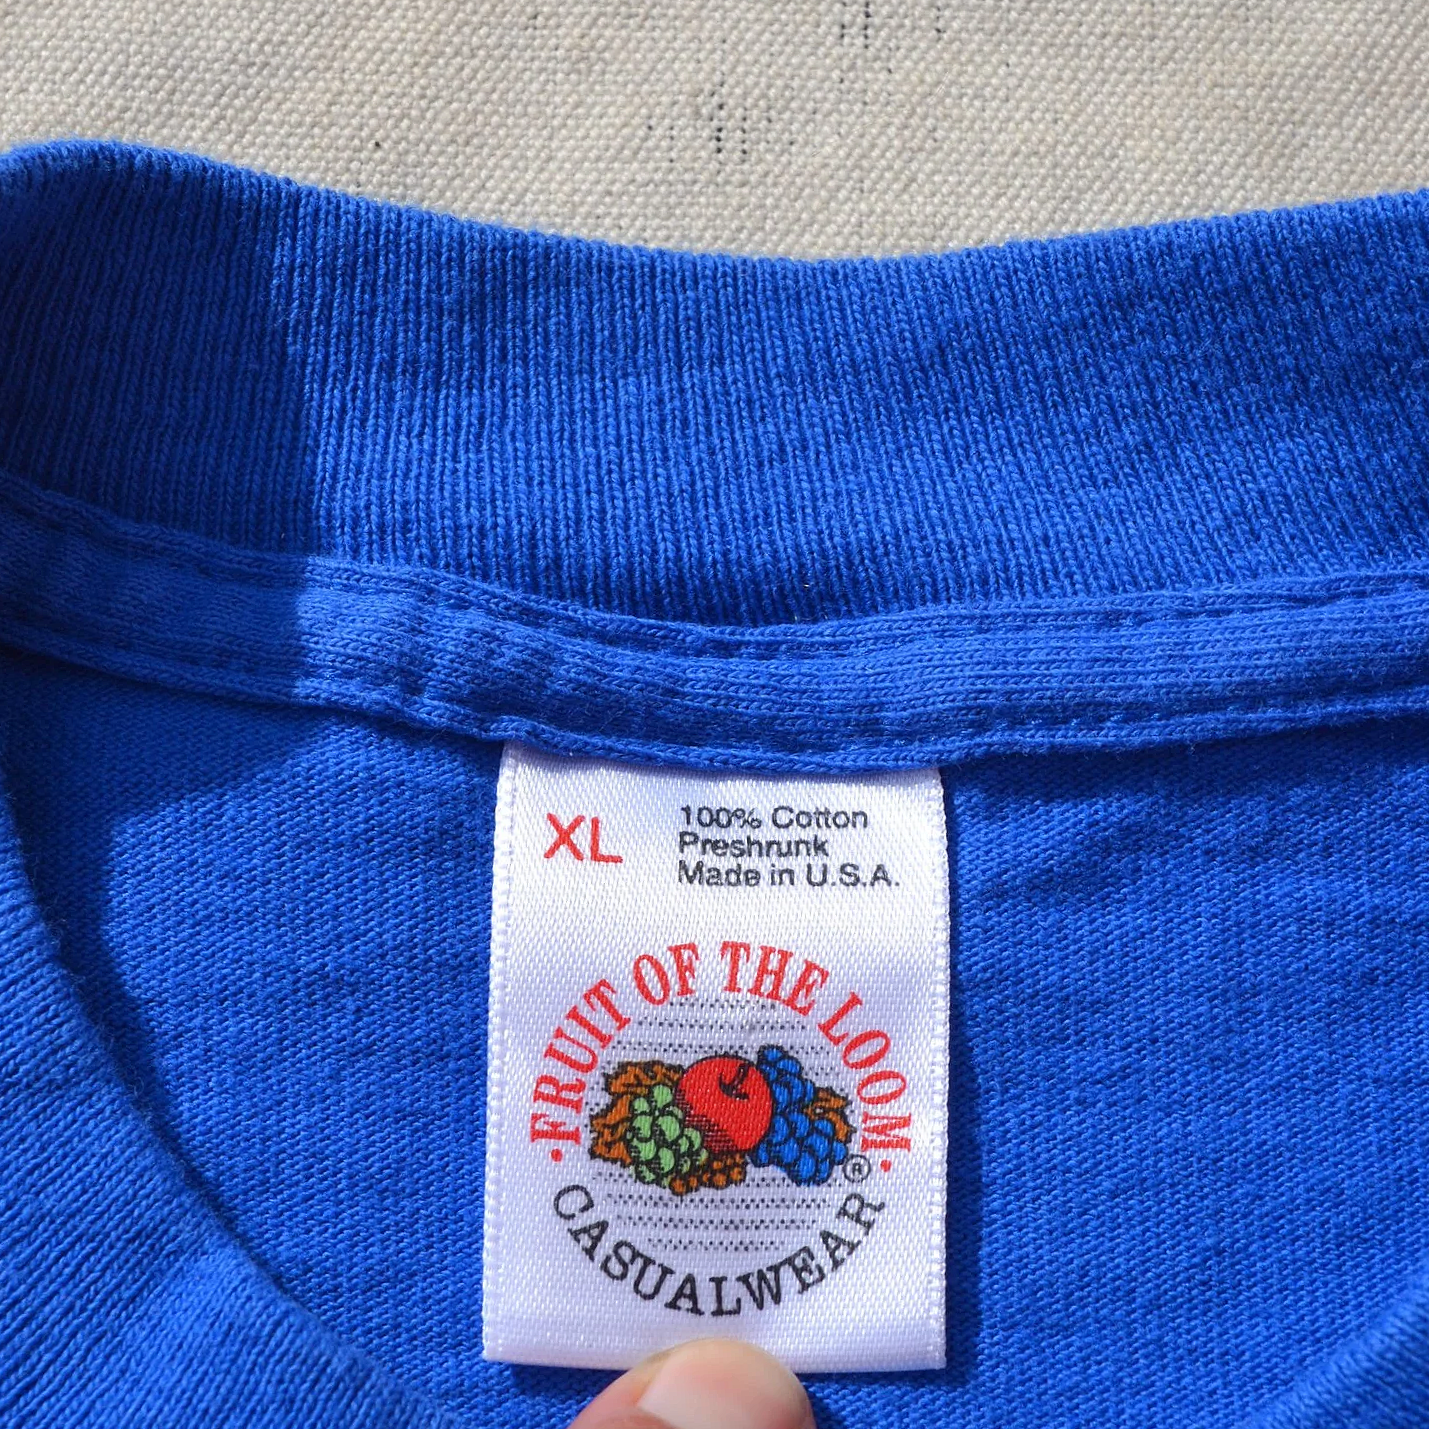 XL
100% Cotton
Preshrunk
Made in U.S.A.
·FRUIT OF THE LOOM·
®
CASUALWEAR